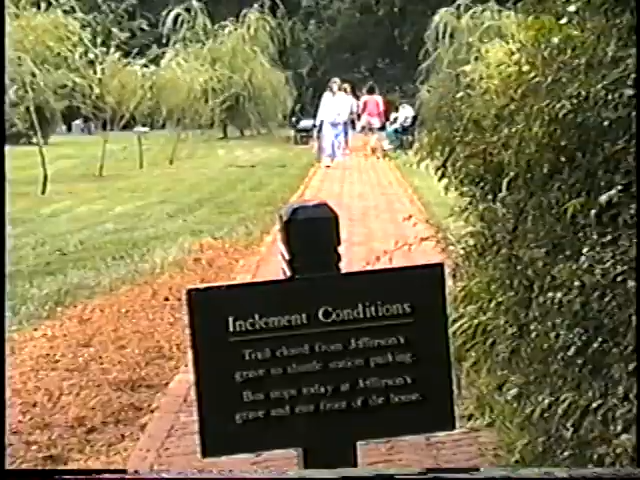 Inclement Conditions
Trail closed from Jefferson's
grave to shuttle station parking.
Bus stops today at Jefferson's
grave and east front of the house.